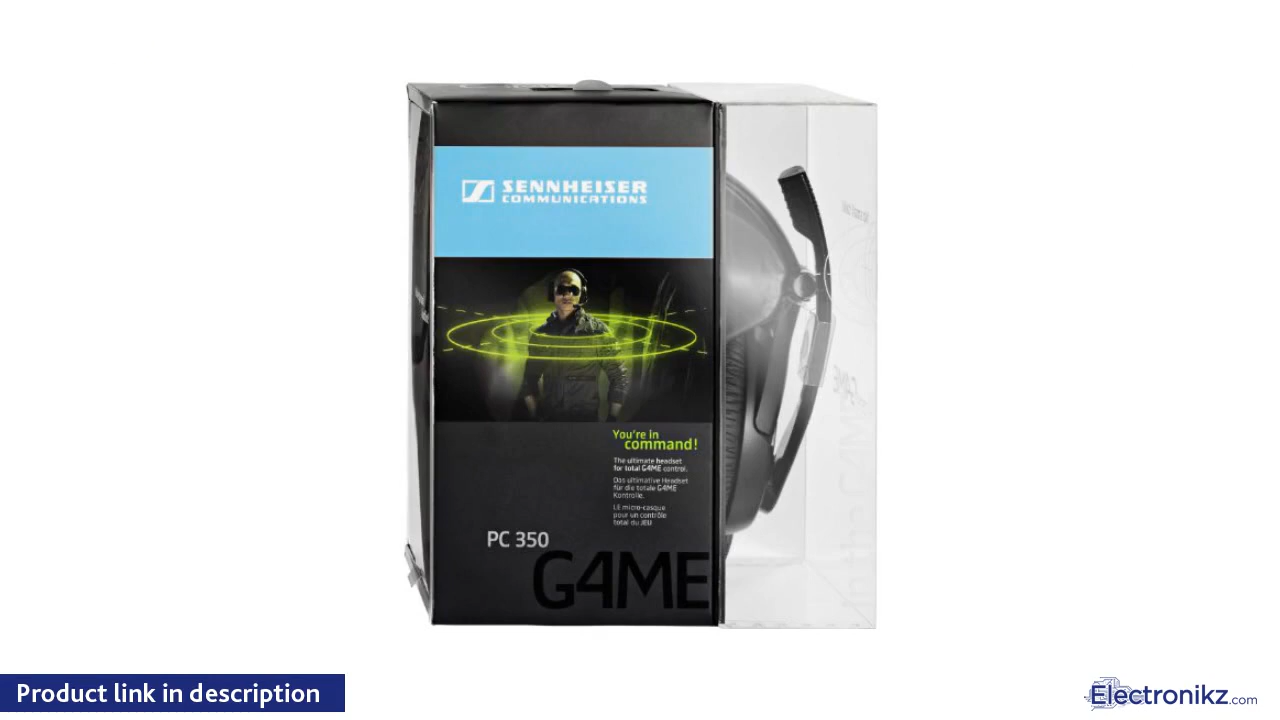 SENNHEISER
COMMUNICATIONS
You're in
command!
The ultimate headset
for total G4ME control.
Das ultimative Headset
für die totale G4ME
Kontrolle.
LE micro-casque
pour un contrôle
total du JEU
PC 350
G4ME
Product link in description
Electronikz.com